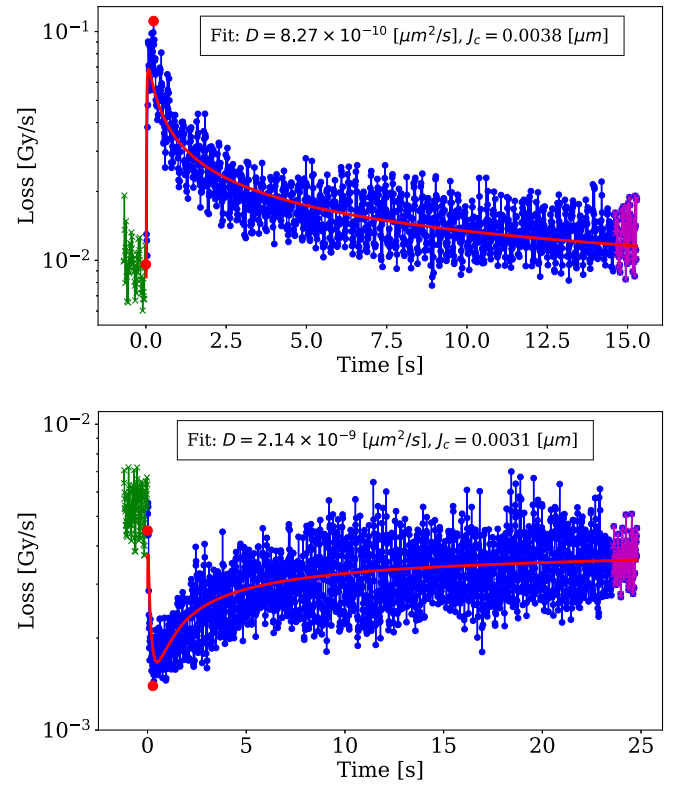 Fit: D = 8.27 × 10⁻¹⁰ [μm²/s], J_c = 0.0038 [μm]
10⁻¹
10⁻²
Loss [Gy/s]
0.0 2.5 5.0 7.5 10.0 12.5 15.0
Time [s]
Fit: D = 2.14 × 10⁻⁹ [μm²/s], J_c = 0.0031 [μm]
10⁻²
10⁻³
Loss [Gy/s]
0 5 10 15 20 25
Time [s]